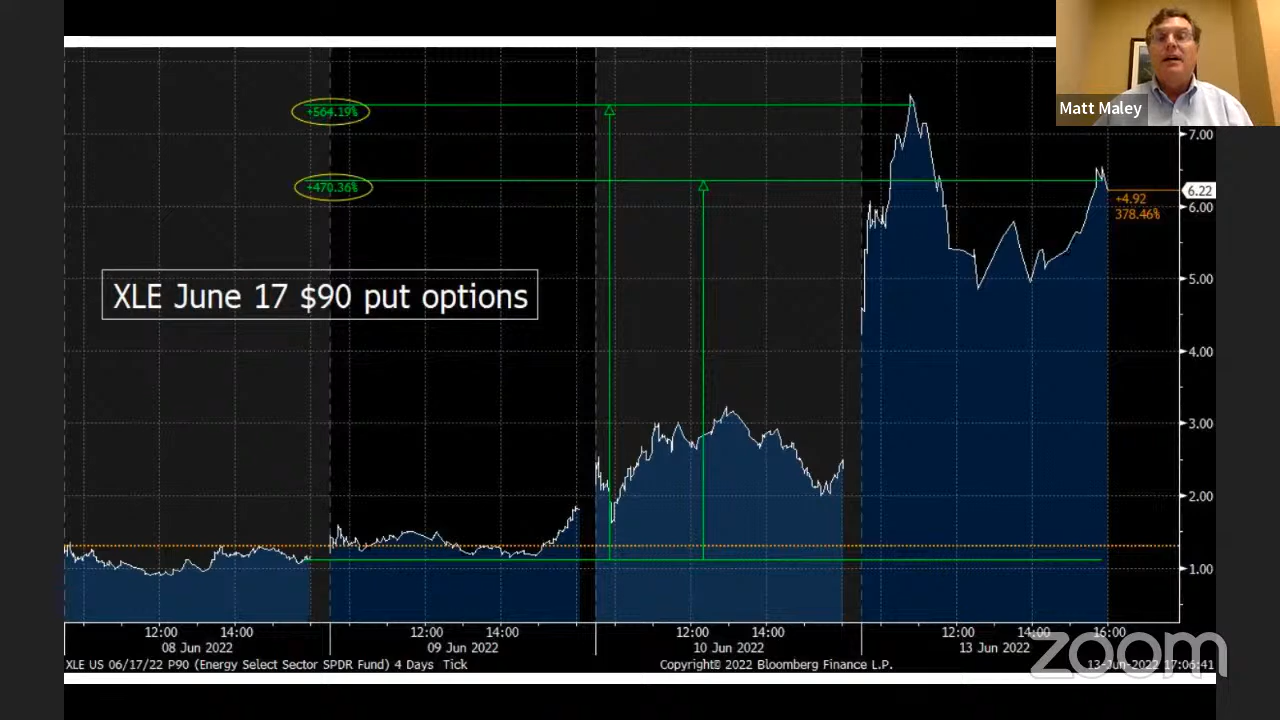 Matt Maley
+564.19%
+470.36%
XLE June 17 $90 put options
7.00
6.22
+4.92
378.46%
6.00
5.00
4.00
3.00
2.00
1.00
12:00 14:00 12:00 14:00 12:00 14:00 12:00 14:00 16:00
08 Jun 2022 09 Jun 2022 10 Jun 2022 13 Jun 2022
XLE US 06/17/22 P90 (Energy Select Sector SPDR Fund) 4 Days Tick Copyright© 2022 Bloomberg Finance L.P. 13-Jun-2022 17:06:41
zoom